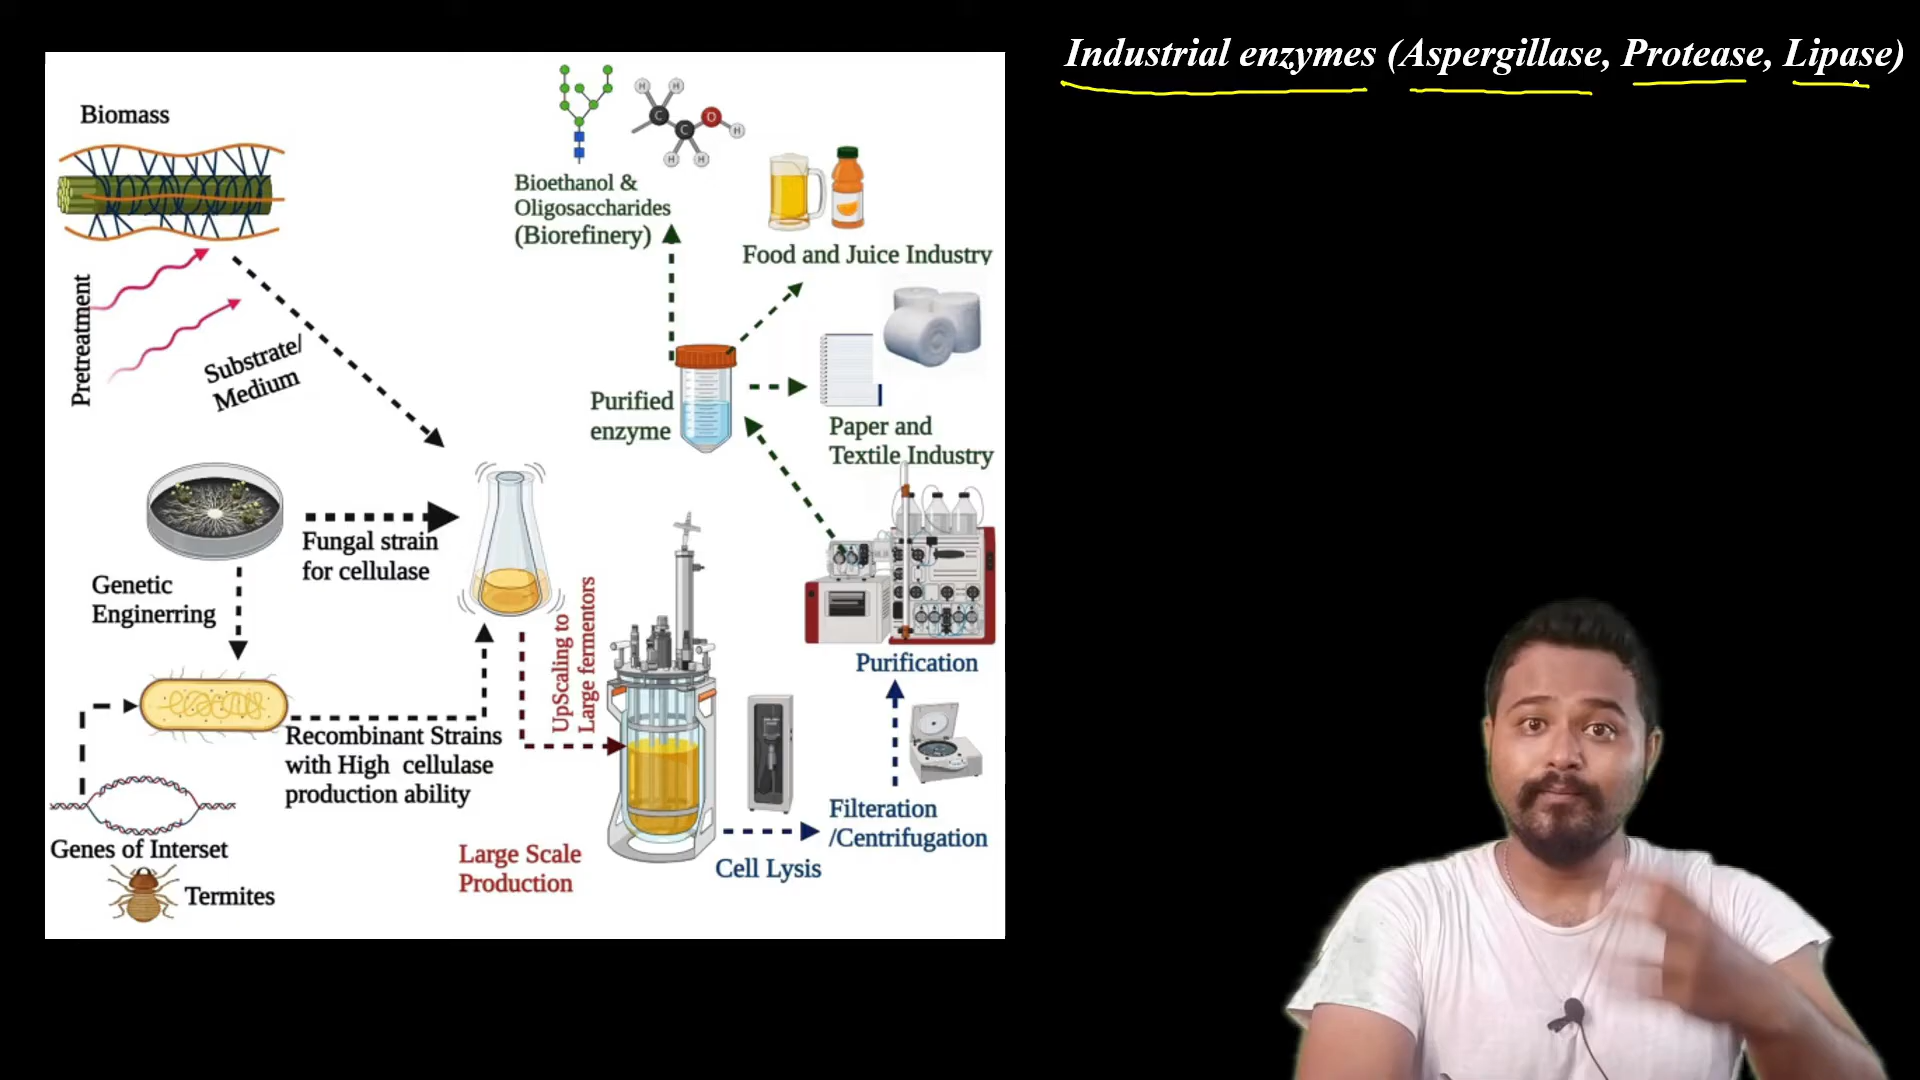 Industrial enzymes (Aspergillase, Protease, Lipase)
Biomass
Pretreatment
Substrate/
Medium
Bioethanol &
Oligosaccharides
(Biorefinery)
Food and Juice Industry
Purified
enzyme
Paper and
Textile Industry
Fungal strain
for cellulase
Genetic
Enginerring
Recombinant Strains
with High cellulase
production ability
Genes of Interset
Termites
UpScaling to
Large fermentors
Large Scale
Production
Cell Lysis
Filteration
/Centrifugation
Purification
H
H
C
C
O
H
H
H